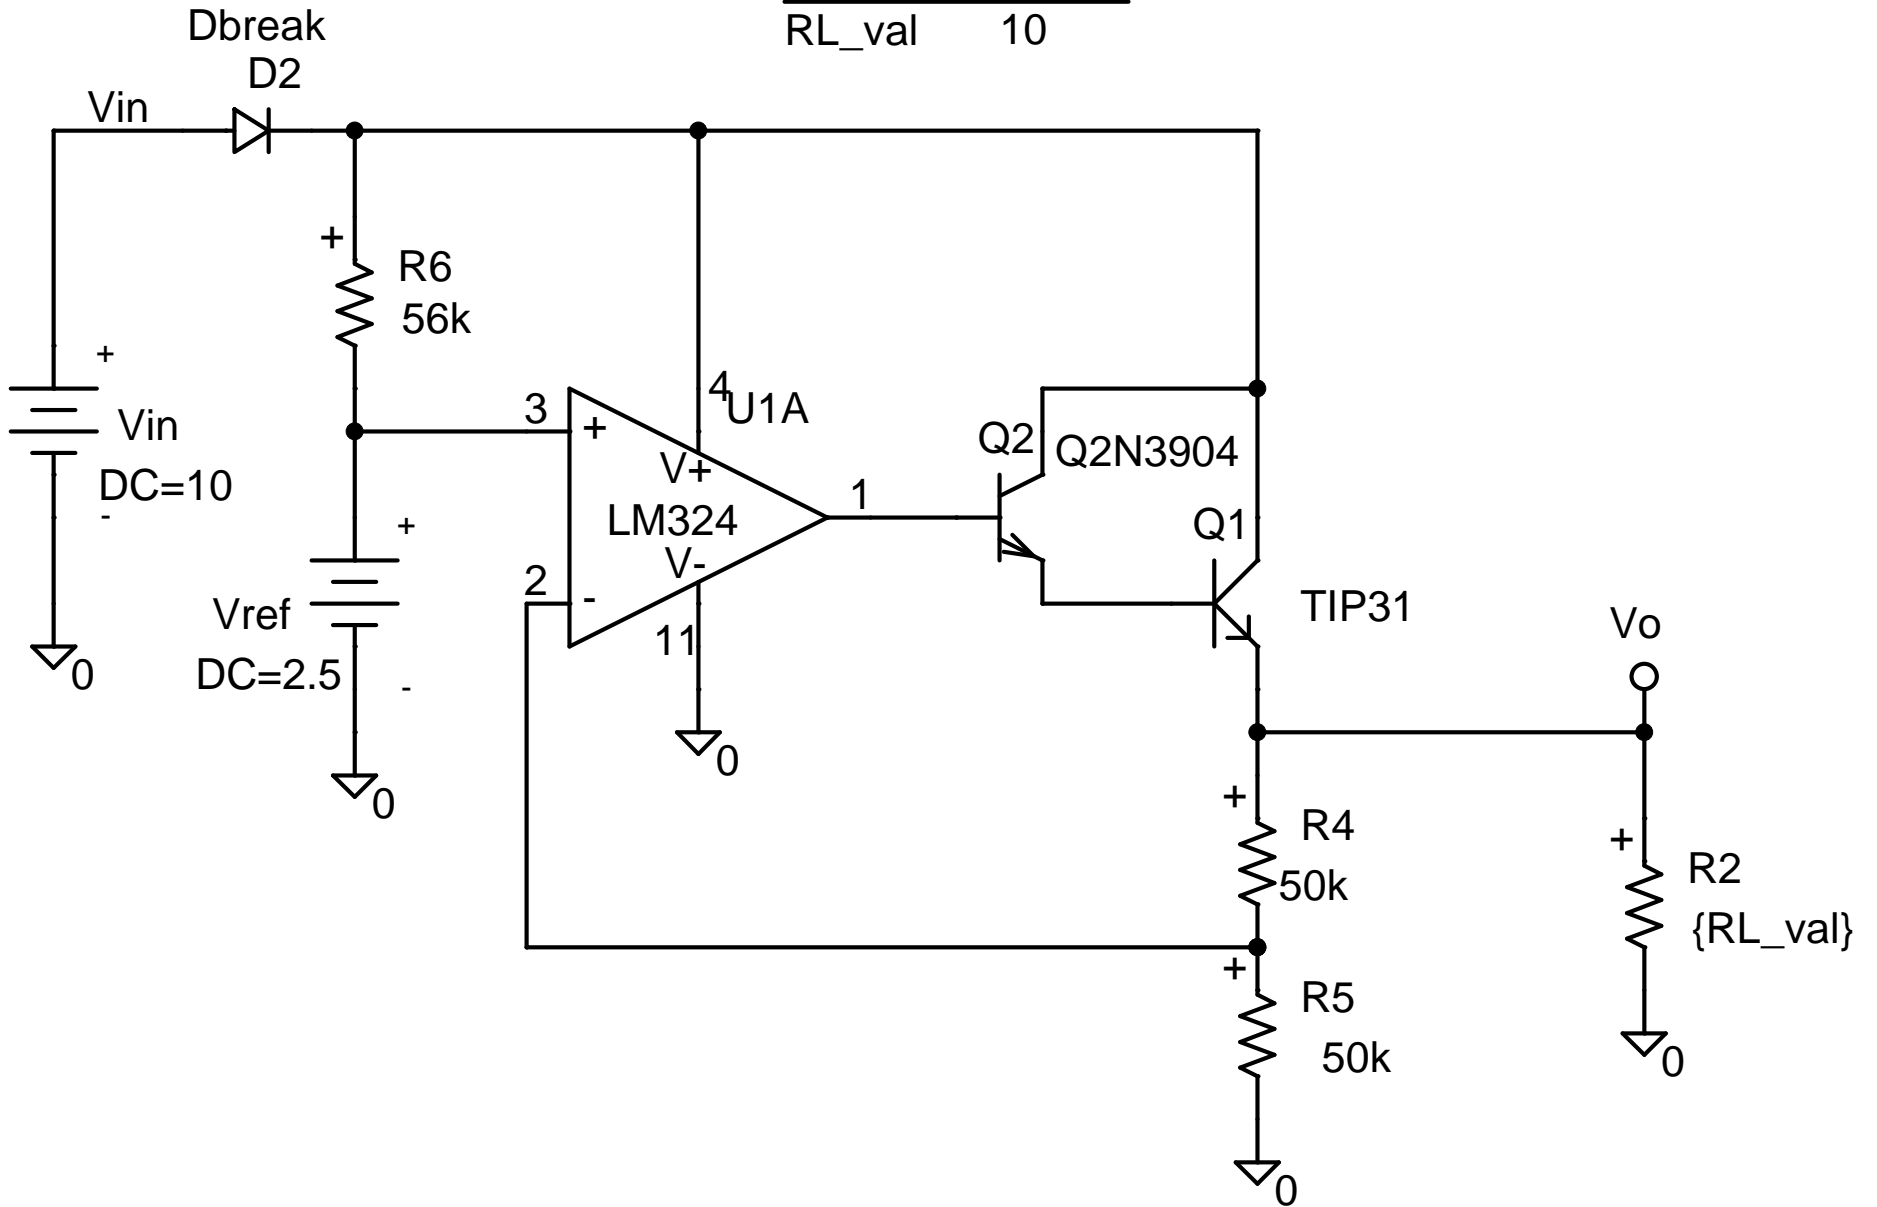 Dbreak
D2
RL_val 10
Vin
+
R6
56k
+
Vin
DC=10
-
0
+
Vref
DC=2.5
-
0
3
+
4
U1A
V+
LM324
V-
2
-
11
0
1
Q2
Q2N3904
Q1
TIP31
Vo
+
R4
50k
+
R2
{RL_val}
0
+
R5
50k
0